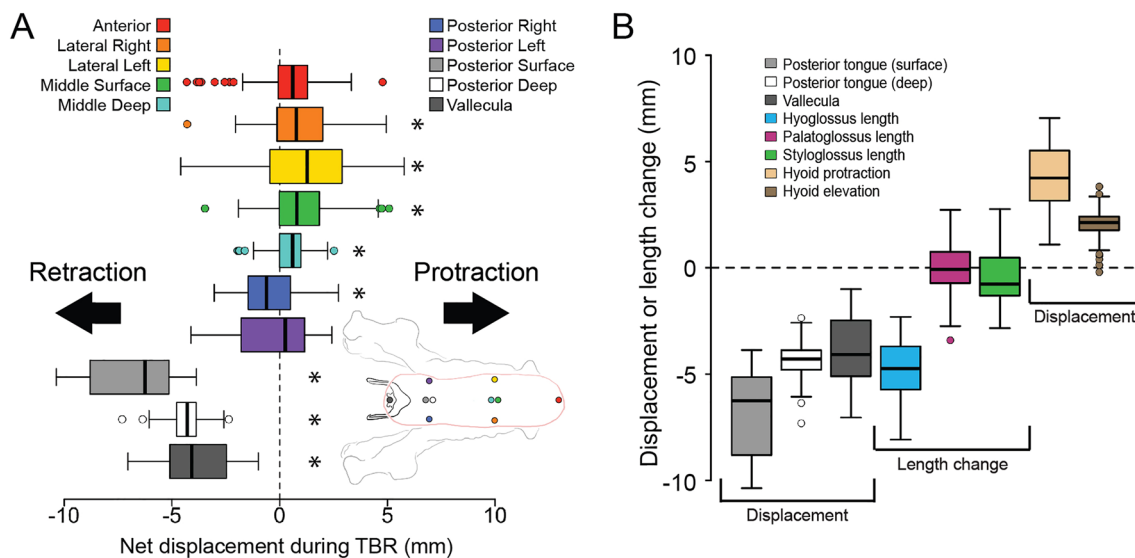 A
Anterior
Lateral Right
Lateral Left
Middle Surface
Middle Deep
Posterior Right
Posterior Left
Posterior Surface
Posterior Deep
Vallecula
*
*
*
*
*
Retraction
Protraction
*
*
*
-10
-5
0
5
10
Net displacement during TBR (mm)
B
Displacement or length change (mm)
10
5
0
-5
-10
Posterior tongue (surface)
Posterior tongue (deep)
Vallecula
Hyoglossus length
Palatoglossus length
Styloglossus length
Hyoid protraction
Hyoid elevation
Displacement
Length change
Displacement